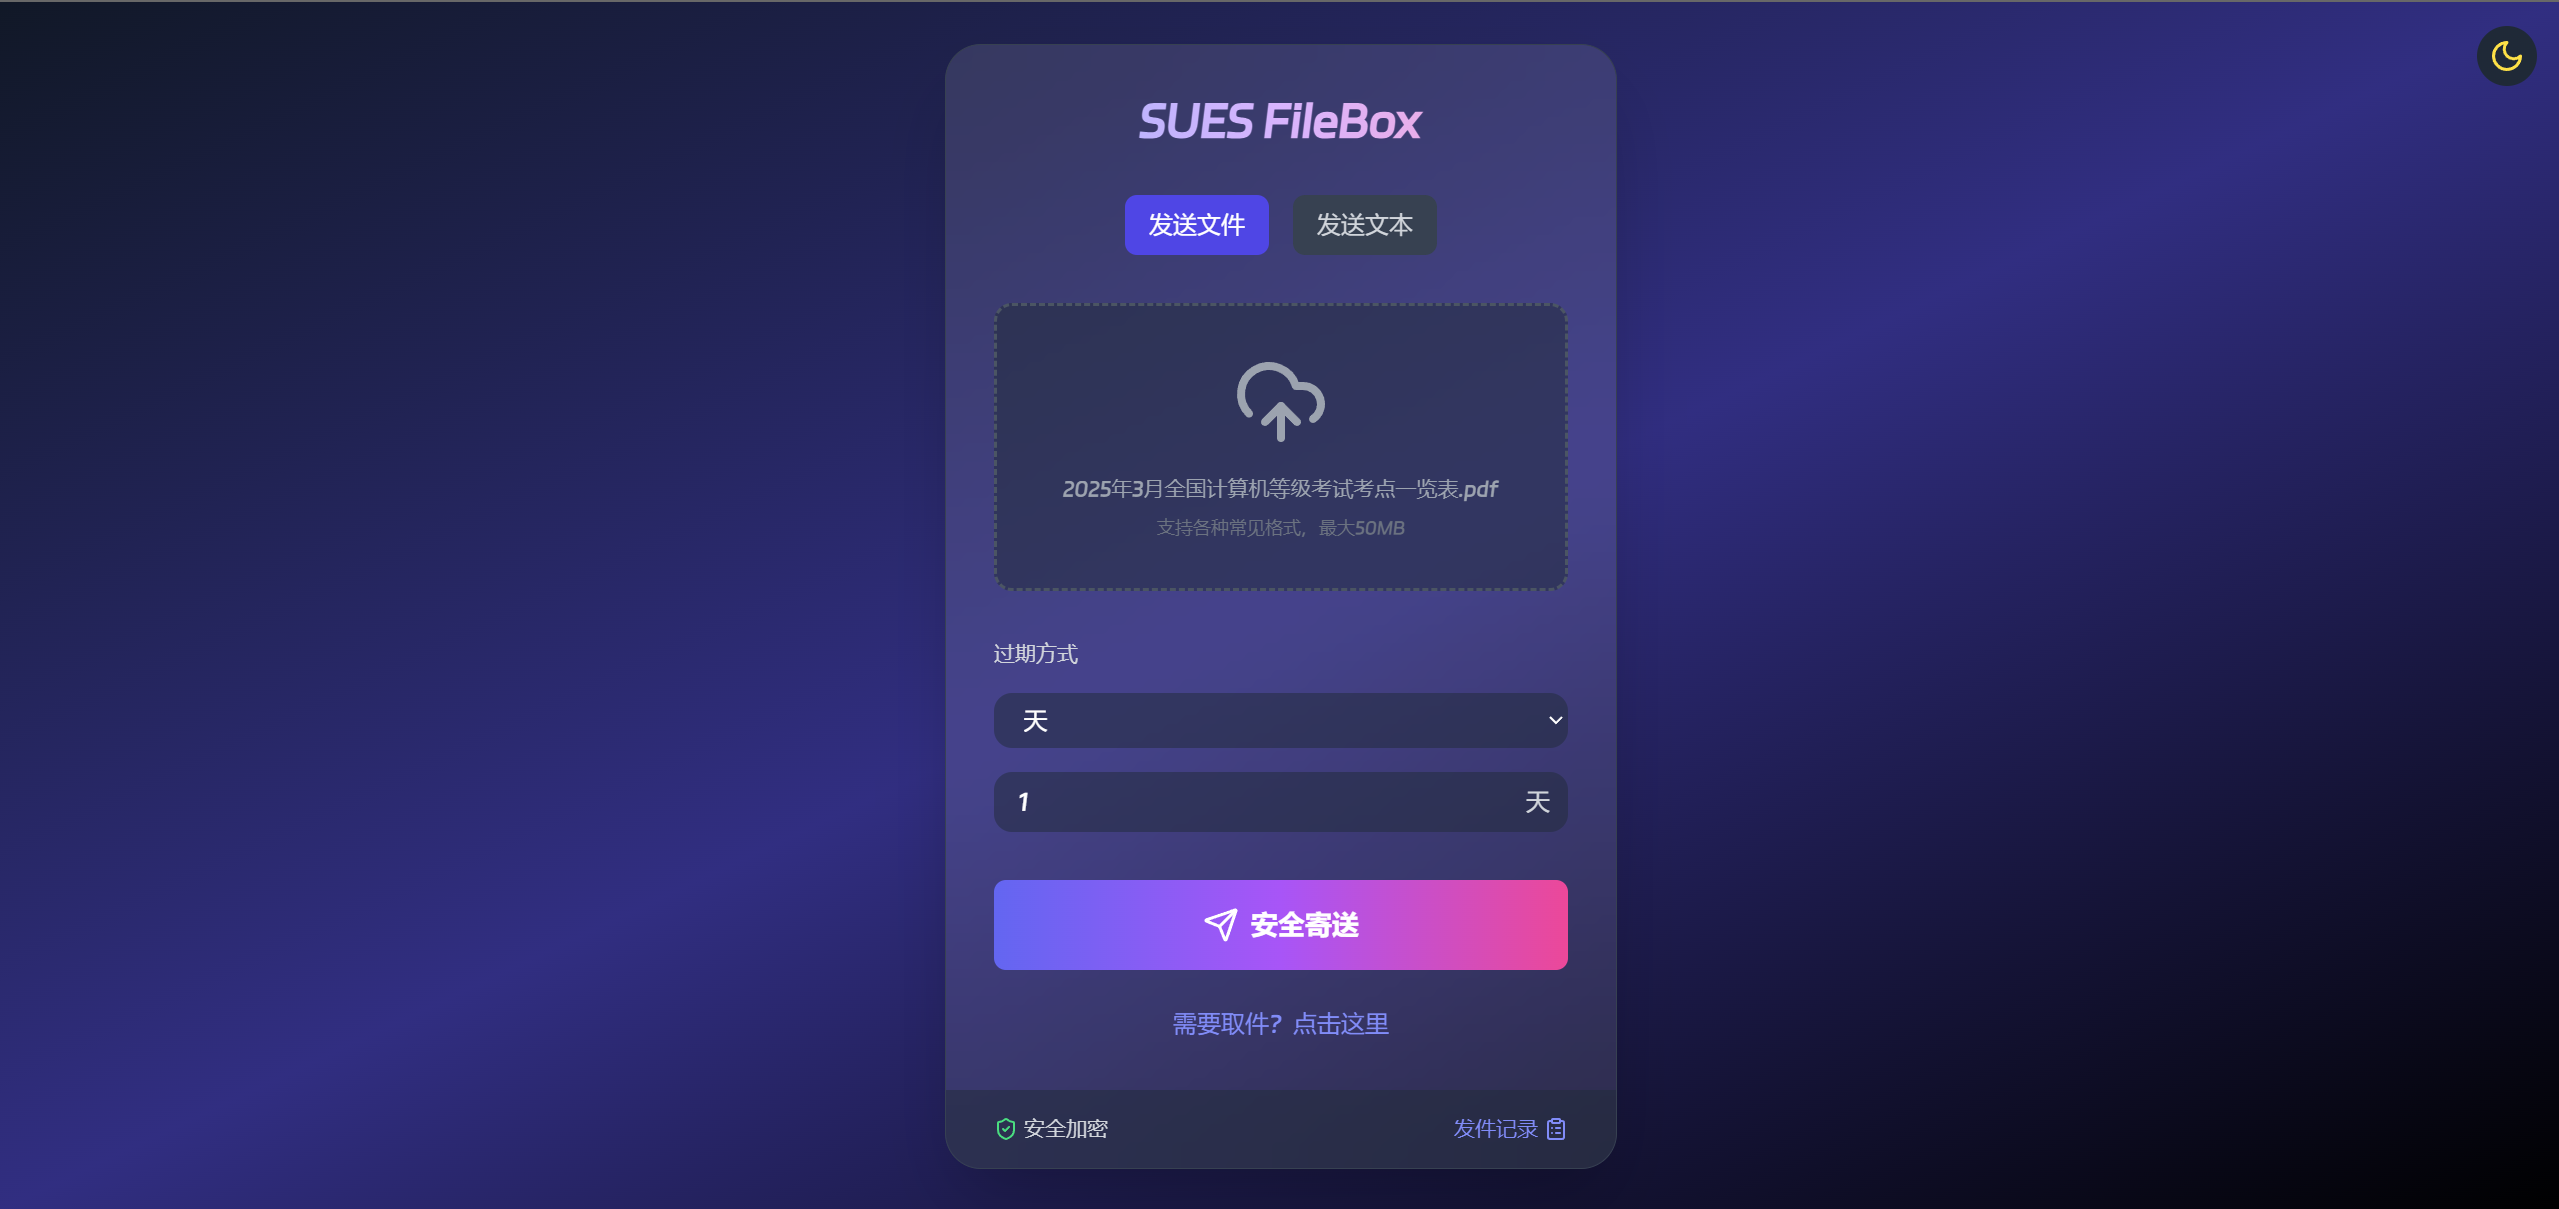 SUES FileBox
发送文件 发送文本
2025年3月全国计算机等级考试考点一览表.pdf
支持各种常见格式，最大50MB
过期方式
天
1 天
安全寄送
需要取件？点击这里
安全加密 发件记录